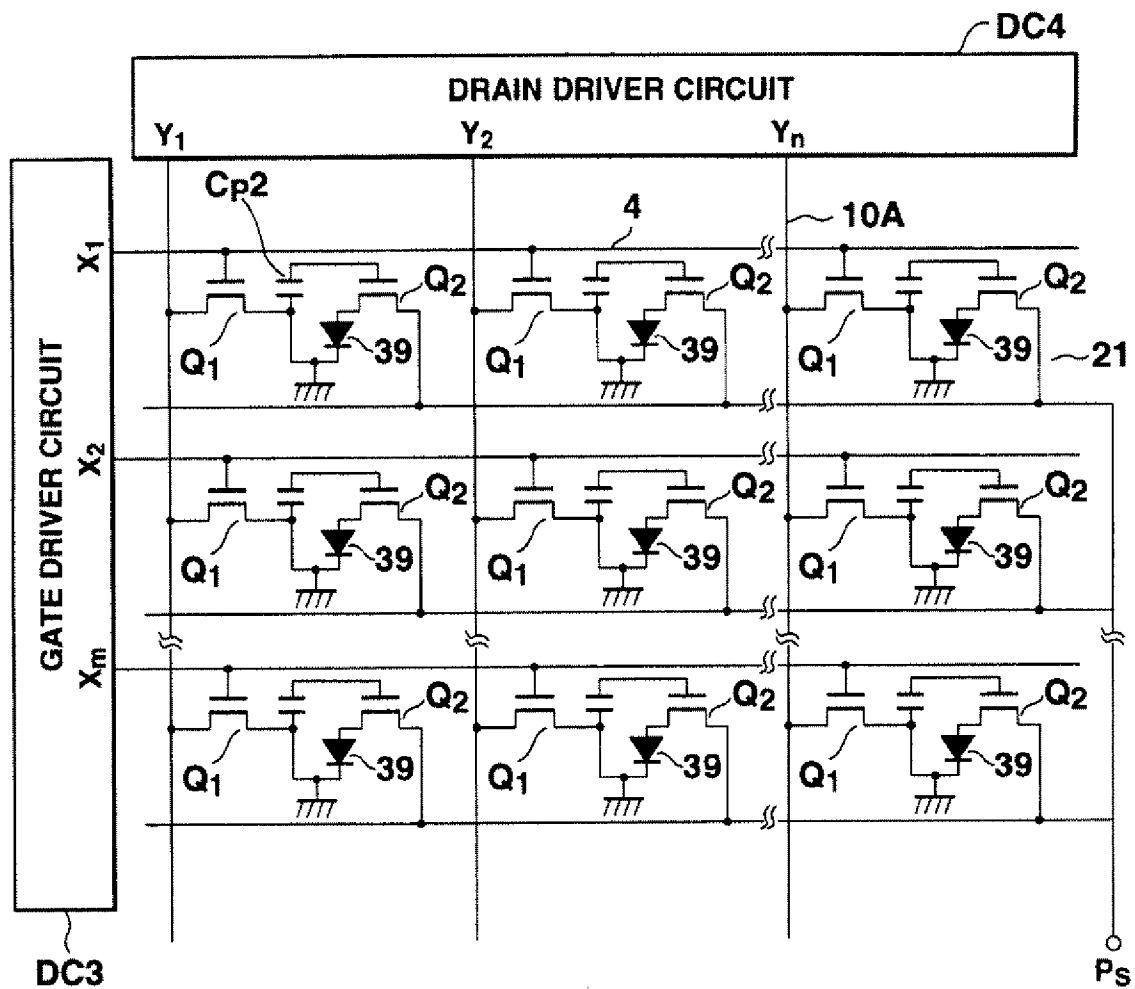 DC4
DRAIN DRIVER CIRCUIT
Y1 Y2 Yn
Cp2 4 10A
X1
Q2 Q2 Q2
Q1 39 Q1 39 Q1 39 21
GATE DRIVER CIRCUIT
X2
Q2 Q2 Q2
Q1 39 Q1 39 Q1 39
Xm
Q2 Q2 Q2
Q1 39 Q1 39 Q1 39
DC3
PS